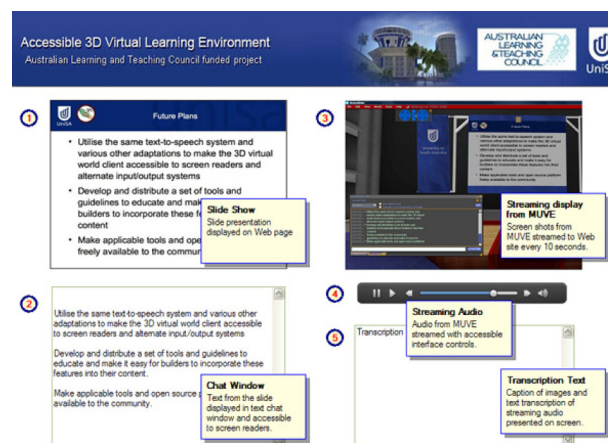 Accessible 3D Virtual Learning Environment
Australian Learning and Teaching Council funded project
AUSTRALIAN
LEARNING
&TEACHING
COUNCIL
UniSA
1
UniSA
Future Plans
• Utilise the same text-to-speech system and
various other adaptations to make the 3D virtual
world client accessible to screen readers and
alternate input/output systems
• Develop and distribute a set of tools and
guidelines to educate and
builders to incorporate these
content
• Make applicable tools and
freely available to the
Slide Show
Slide presentation
displayed on Web page
2
Utilise the same text-to-speech system and various other
adaptations to make the 3D virtual world client accessible
to screen readers and alternate input/output systems
Develop and distribute a set of tools and guidelines to
educate and make it easy for builders to incorporate these
features into their content.
Make applicable tools and open source
available to the community.
Chat Window
Text from the slide
displayed in text chat
window and accessible
to screen readers.
3
Future Plans
Streaming display
from MUVE
Screen shots from
MUVE streamed to Web
site every 10 seconds.
4
Streaming Audio
Audio from MUVE
streamed with accessible
interface controls.
5
Transcription
Transcription Text
Caption of images and
text transcription of
streaming audio
presented on screen.